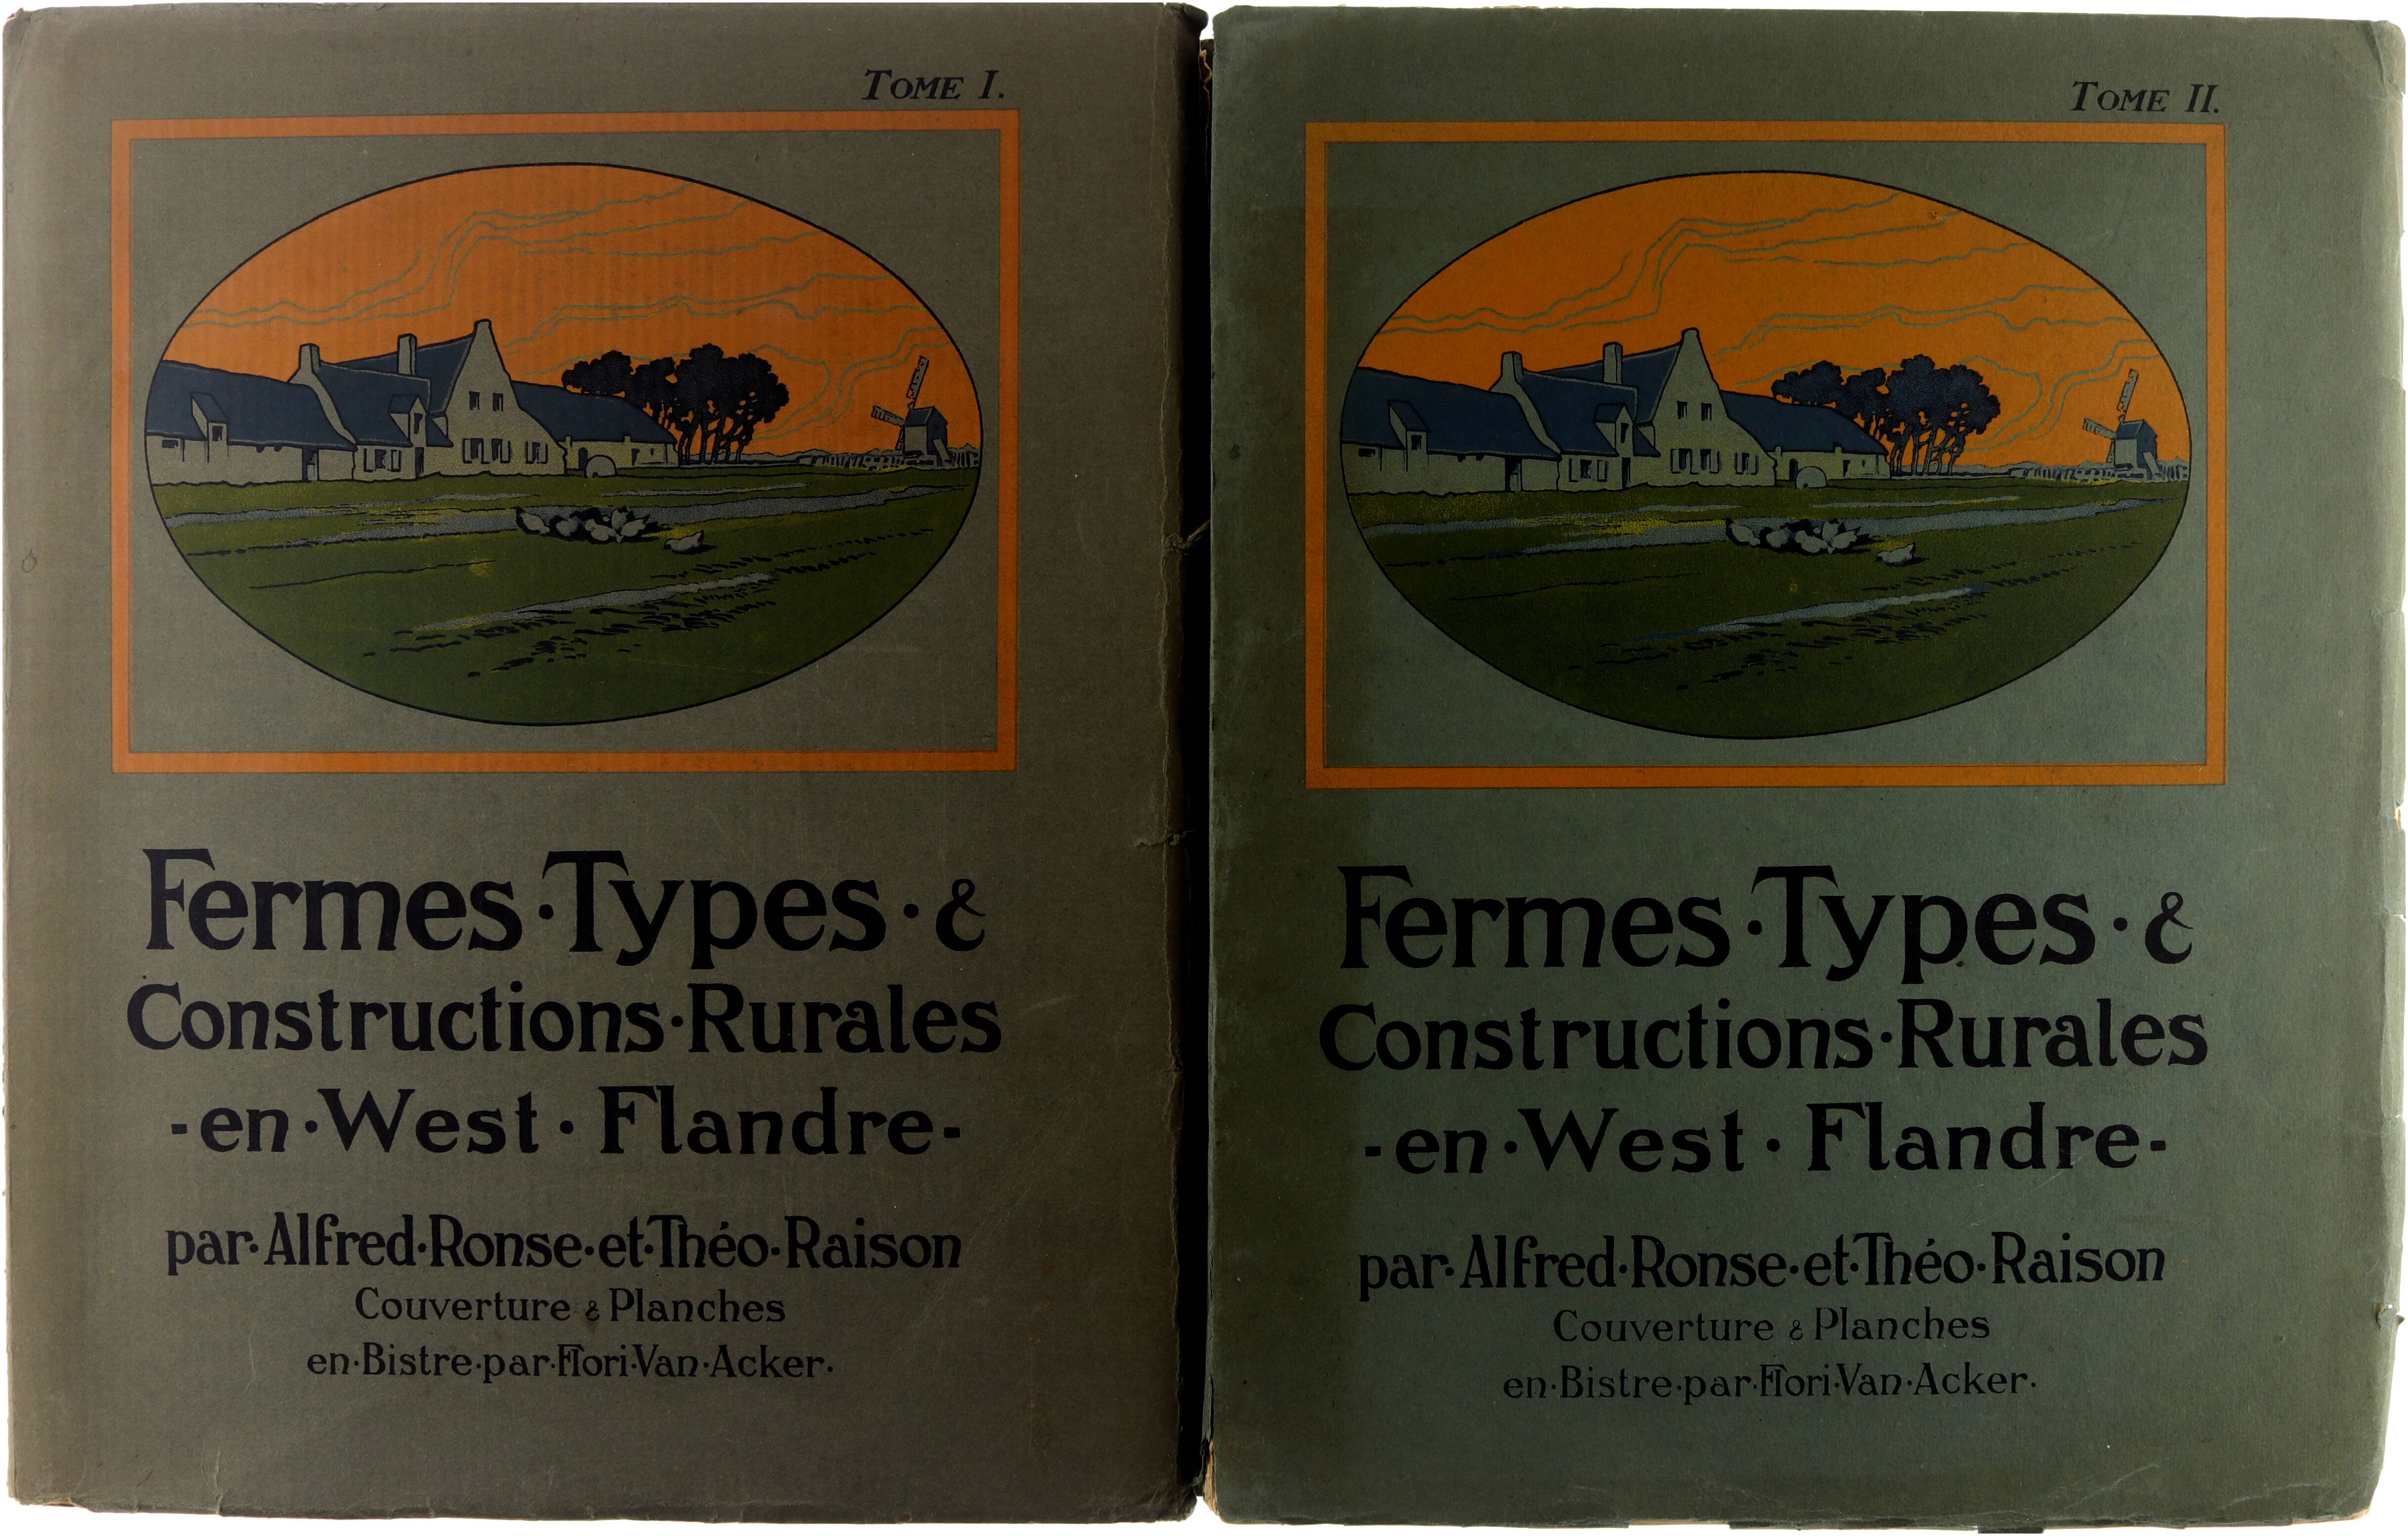 TOME I.
Fermes·Types·&
Constructions·Rurales
-en·West·Flandre-
par·Alfred·Ronse·et·Théo·Raison
Couverture & Planches
en·Bistre·par·Flori·Van·Acker.
TOME II.
Fermes·Types·&
Constructions·Rurales
-en·West·Flandre-
par·Alfred·Ronse·et·Théo·Raison
Couverture & Planches
en·Bistre·par·Flori·Van·Acker.